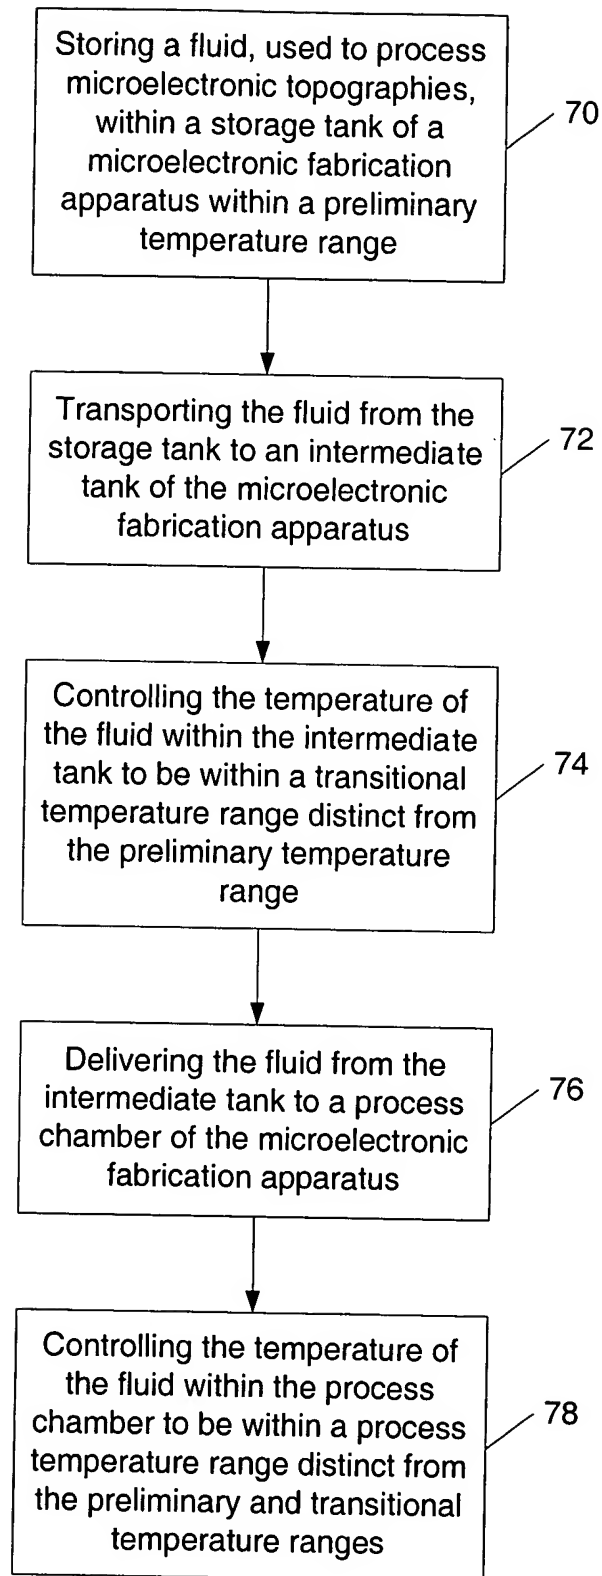 Storing a fluid, used to process
microelectronic topographies,
within a storage tank of a
microelectronic fabrication
apparatus within a preliminary
temperature range
70
Transporting the fluid from the
storage tank to an intermediate
tank of the microelectronic
fabrication apparatus
72
Controlling the temperature of
the fluid within the intermediate
tank to be within a transitional
temperature range distinct from
the preliminary temperature
range
74
Delivering the fluid from the
intermediate tank to a process
chamber of the microelectronic
fabrication apparatus
76
Controlling the temperature of
the fluid within the process
chamber to be within a process
temperature range distinct from
the preliminary and transitional
temperature ranges
78